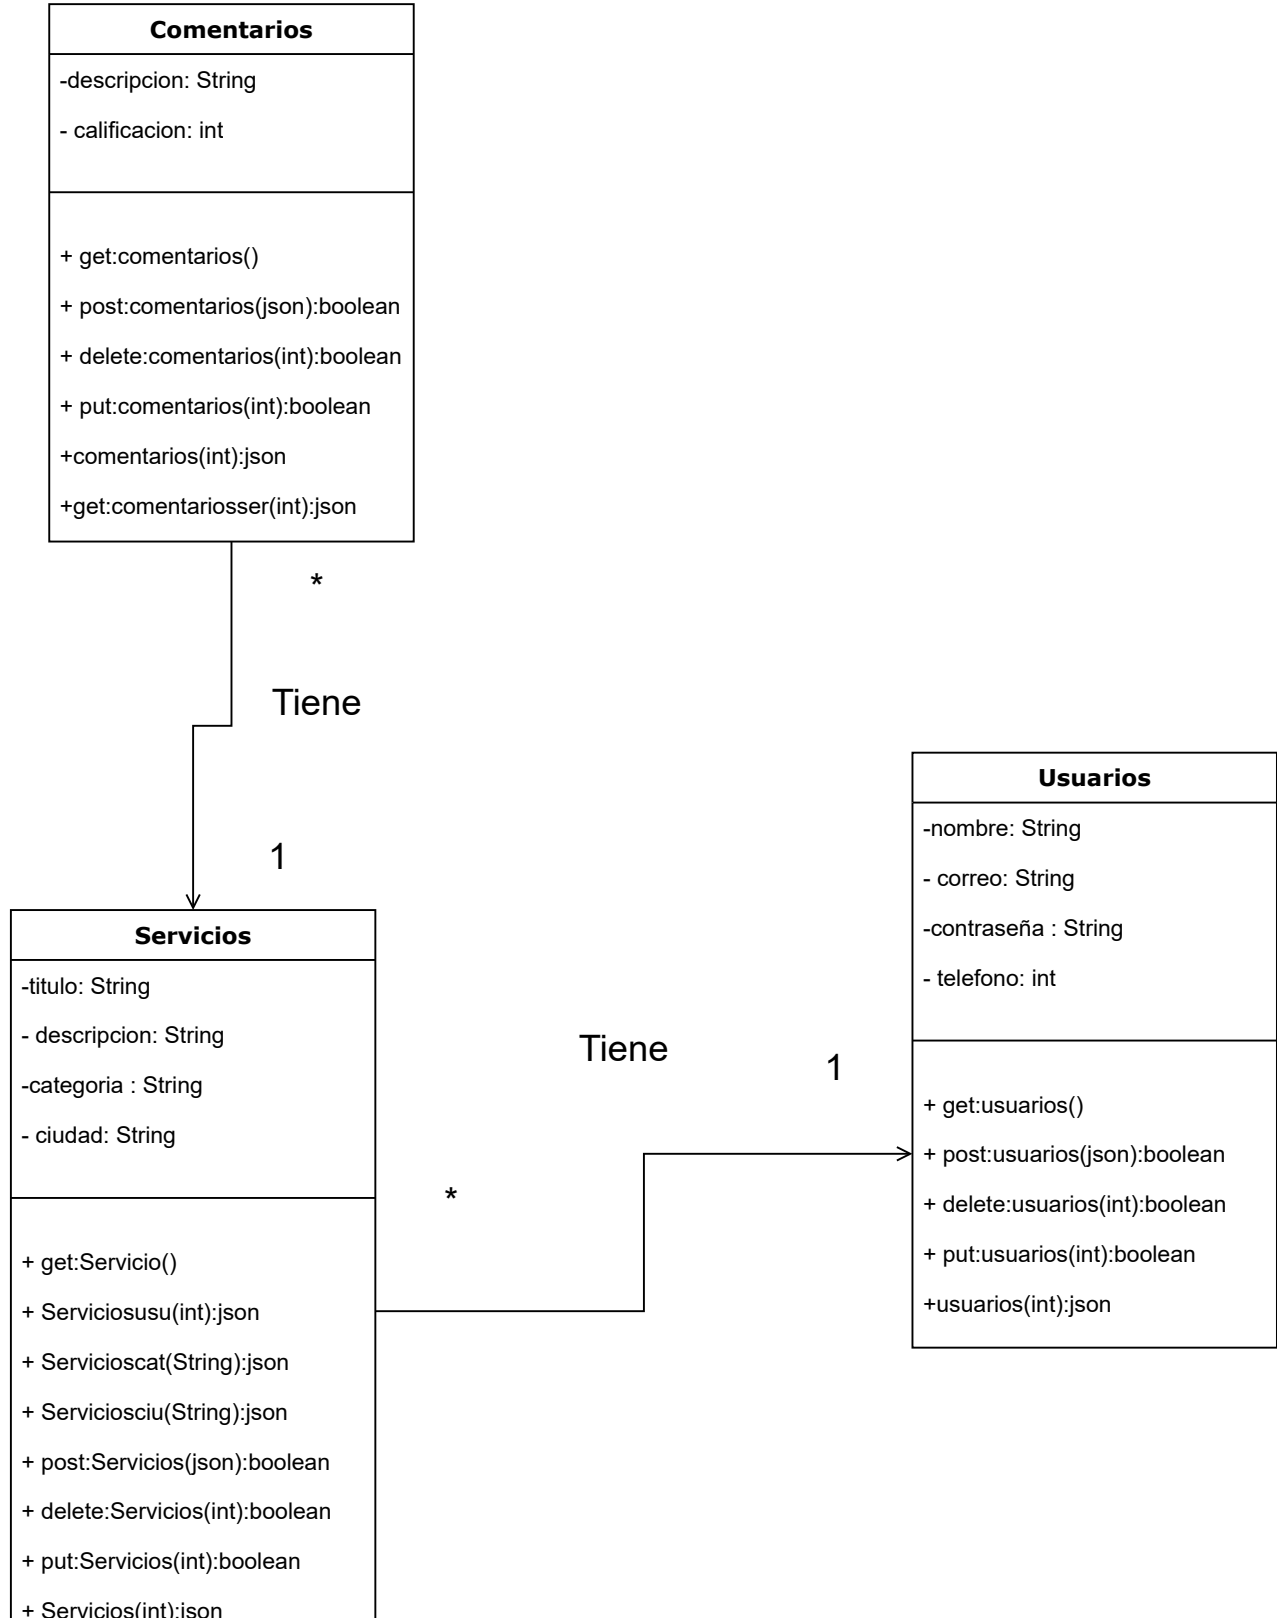 Comentarios
-descripcion: String
- calificacion: int
+ get:comentarios()
+ post:comentarios(json):boolean
+ delete:comentarios(int):boolean
+ put:comentarios(int):boolean
+comentarios(int):json
+get:comentariosser(int):json
*
Tiene
1
Servicios
-titulo: String
- descripcion: String
-categoria : String
- ciudad: String
+ get:Servicio()
+ Serviciosusu(int):json
+ Servicioscat(String):json
+ Serviciosciu(String):json
+ post:Servicios(json):boolean
+ delete:Servicios(int):boolean
+ put:Servicios(int):boolean
+ Servicios(int):json
*
Tiene
1
Usuarios
-nombre: String
- correo: String
-contraseña : String
- telefono: int
+ get:usuarios()
+ post:usuarios(json):boolean
+ delete:usuarios(int):boolean
+ put:usuarios(int):boolean
+usuarios(int):json